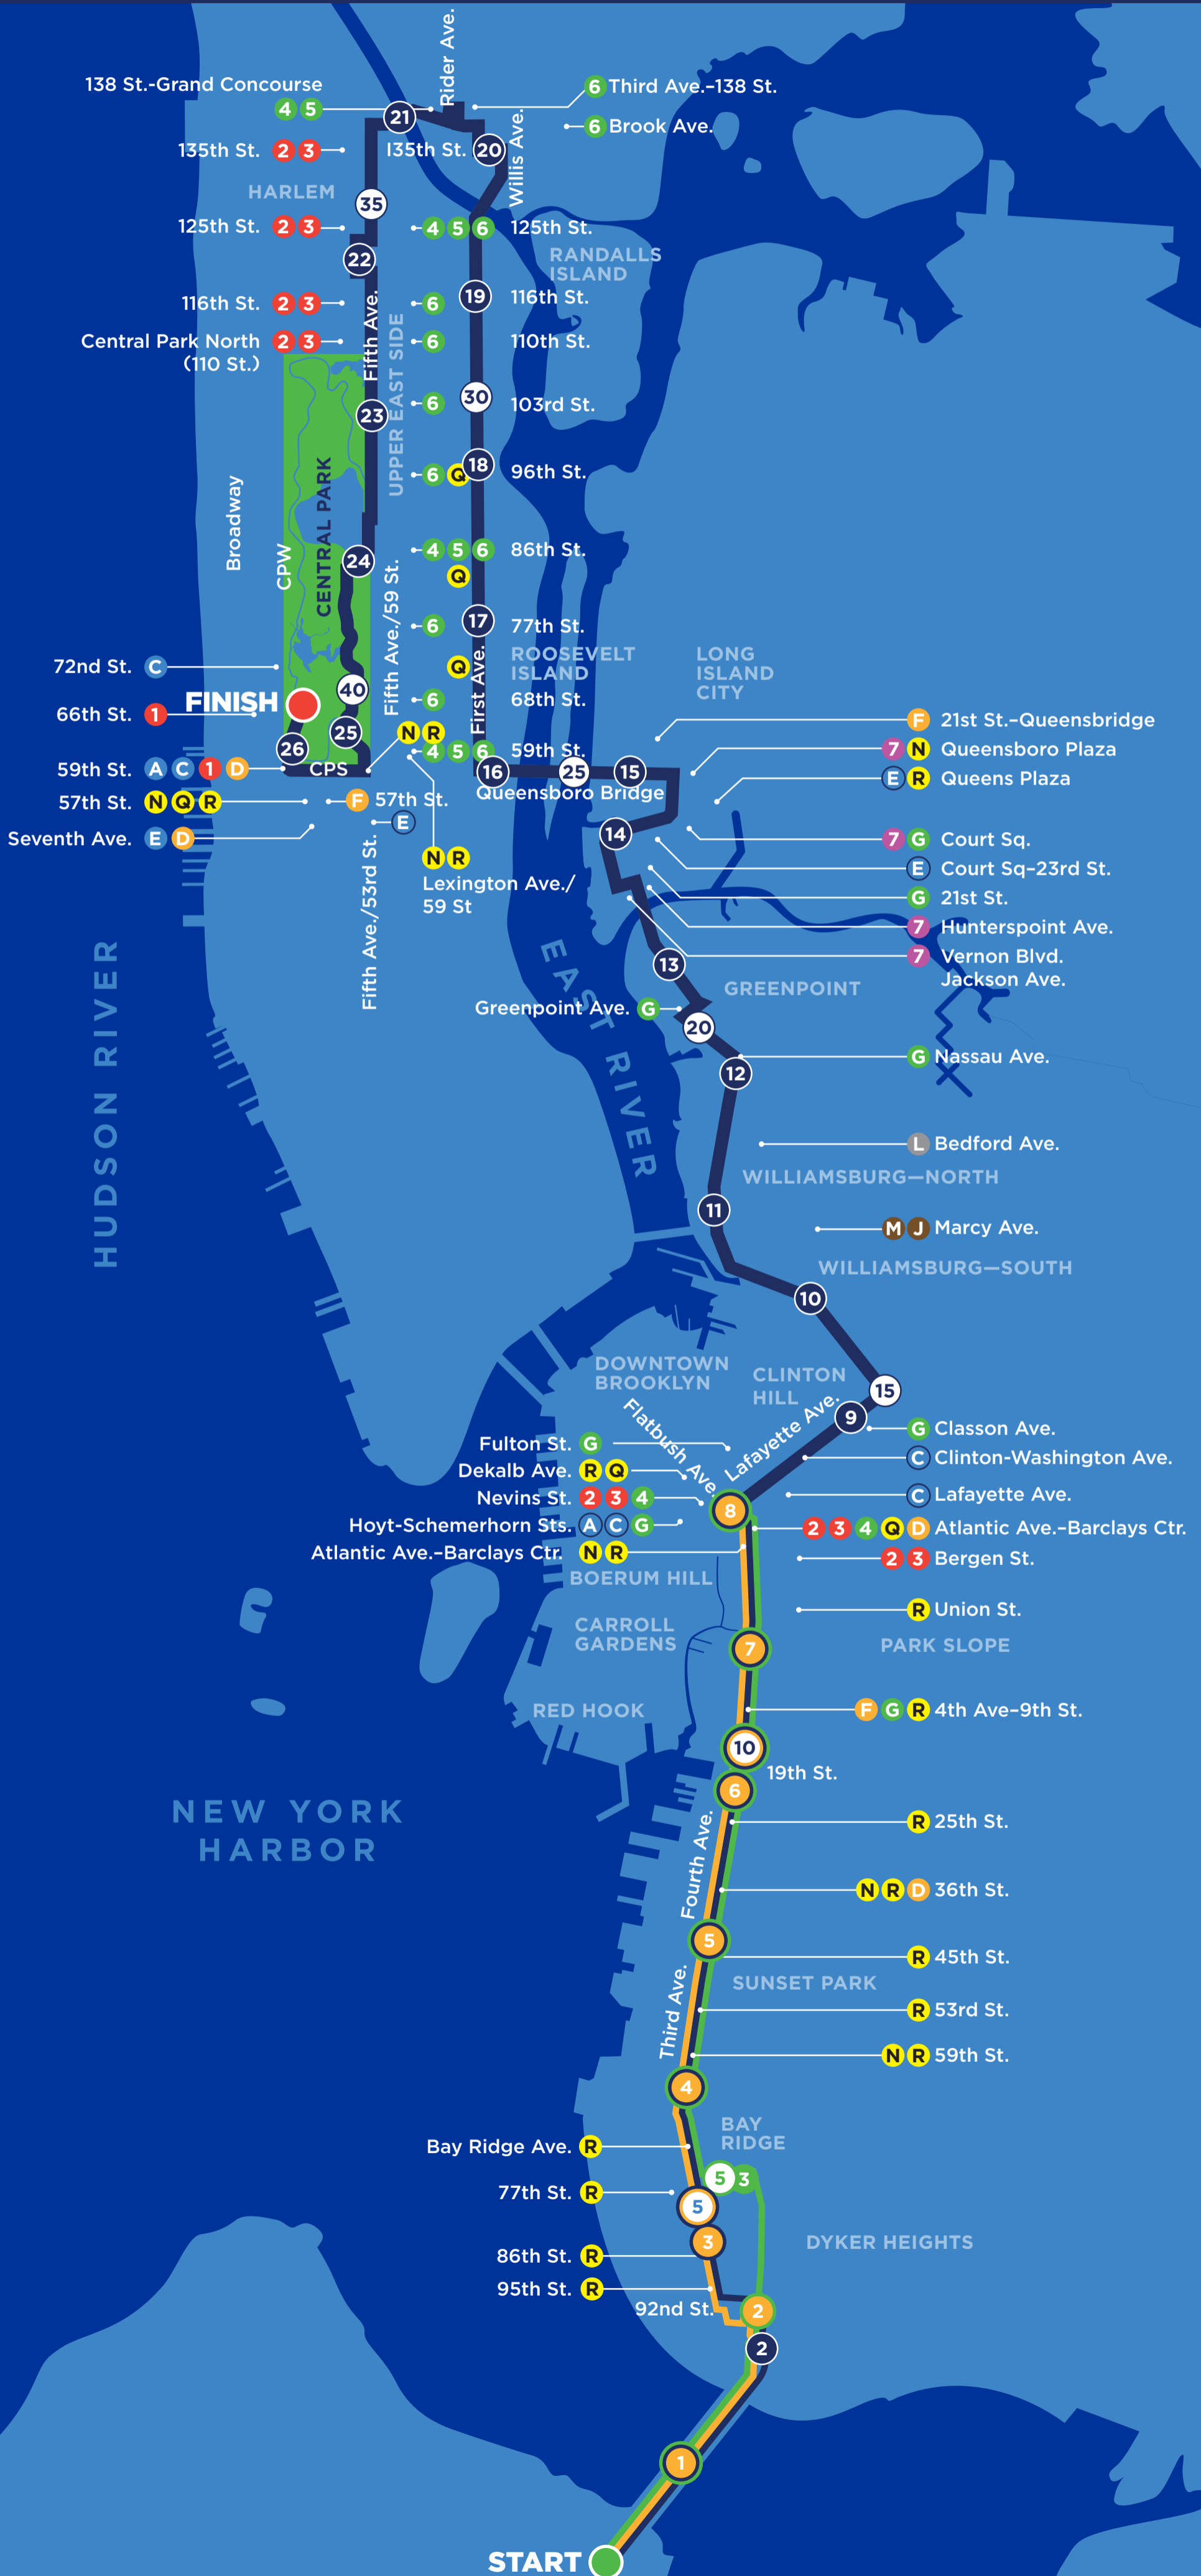 Rider Ave.
138 St.-Grand Concourse
4 5
21
6 Third Ave.–138 St.
6 Brook Ave.
135th St. 2 3
I35th St. 20
Willis Ave.
HARLEM
35
125th St. 2 3
4 5 6 125th St.
22
RANDALLS
ISLAND
116th St. 2 3
6 19 116th St.
Fifth Ave.
UPPER EAST SIDE
Central Park North 2 3
(110 St.)
6 110th St.
30
6 103rd St.
23
18
6 Q 96th St.
Broadway
CPW
CENTRAL PARK
24
4 5 6 86th St.
Q
Fifth Ave./59 St.
17
6 77th St.
First Ave.
ROOSEVELT
ISLAND
LONG
ISLAND
CITY
72nd St. C
Q
40
6 68th St.
FINISH
66th St. 1
25
26
N R
4 5 6 59th St.
F 21st St.–Queensbridge
7 N Queensboro Plaza
E R Queens Plaza
59th St. A C 1 D
CPS
16 25 15
Queensboro Bridge
57th St. N Q R
F 57th St.
E
Seventh Ave. E D
Fifth Ave./53rd St.
N R
Lexington Ave./
59 St
14
7 G Court Sq.
E Court Sq–23rd St.
G 21st St.
7 Hunterspoint Ave.
7 Vernon Blvd.
Jackson Ave.
HUDSON RIVER
EAST RIVER
13
GREENPOINT
Greenpoint Ave. G
20
G Nassau Ave.
12
L Bedford Ave.
WILLIAMSBURG—NORTH
11
M J Marcy Ave.
WILLIAMSBURG—SOUTH
10
DOWNTOWN
BROOKLYN
CLINTON
HILL
15
Flatbush Ave.
Lafayette Ave.
9
Fulton St. G
G Classon Ave.
Dekalb Ave. R Q
C Clinton-Washington Ave.
Nevins St. 2 3 4
C Lafayette Ave.
8
Hoyt-Schemerhorn Sts. A C G
2 3 4 Q D Atlantic Ave.–Barclays Ctr.
Atlantic Ave.–Barclays Ctr. N R
2 3 Bergen St.
BOERUM HILL
R Union St.
CARROLL
GARDENS
7
PARK SLOPE
RED HOOK
F G R 4th Ave–9th St.
10
19th St.
6
NEW YORK
HARBOR
R 25th St.
Fourth Ave.
N R D 36th St.
5
R 45th St.
SUNSET PARK
Third Ave.
R 53rd St.
N R 59th St.
4
BAY
RIDGE
Bay Ridge Ave. R
5 3
77th St. R
5
3
DYKER HEIGHTS
86th St. R
95th St. R
92nd St.
2
2
1
START